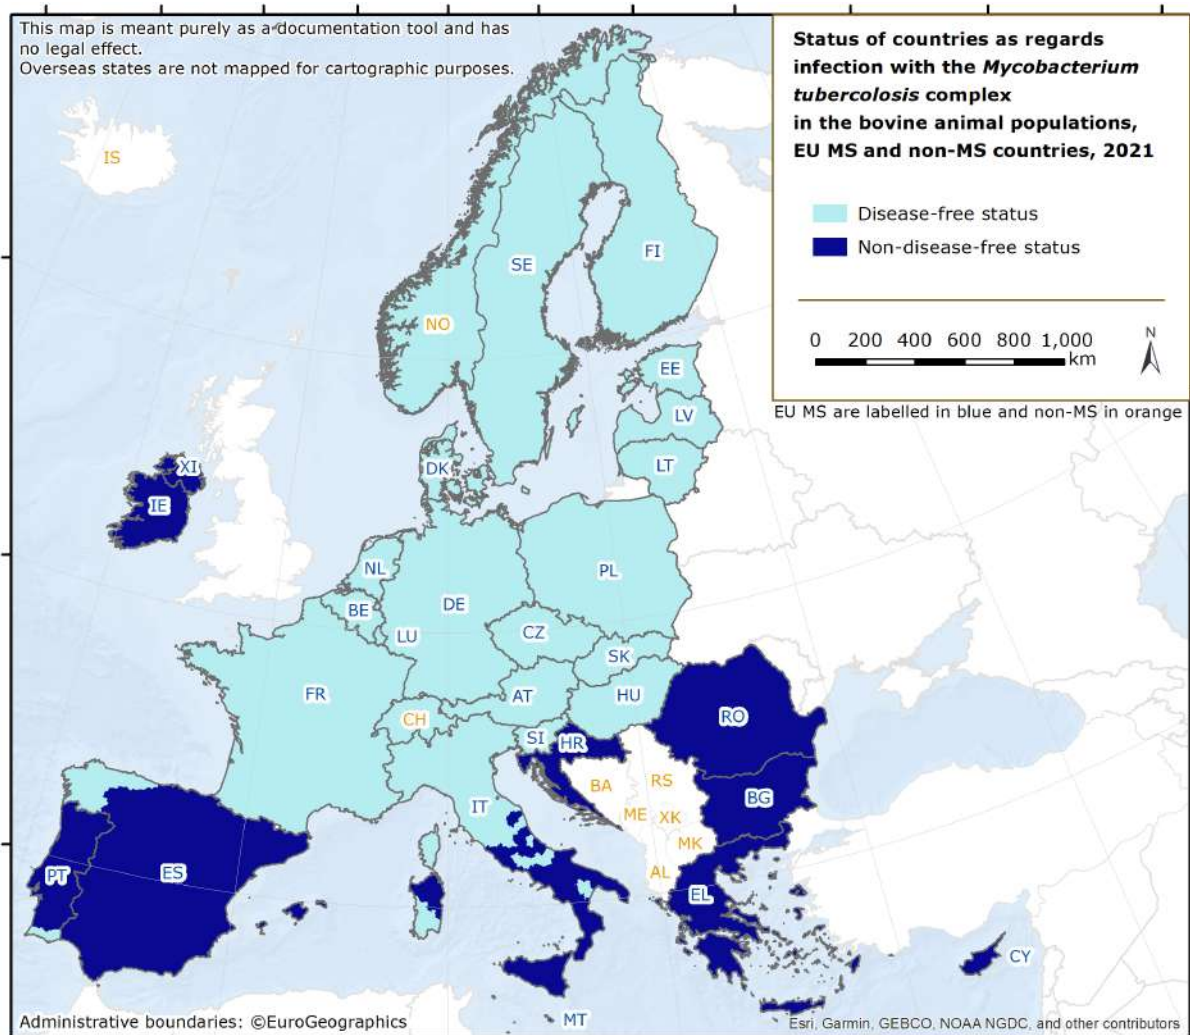 This map is meant purely as a documentation tool and has
no legal effect.
Overseas states are not mapped for cartographic purposes.
Status of countries as regards
infection with the Mycobacterium
tubercolosis complex
in the bovine animal populations,
EU MS and non-MS countries, 2021
Disease-free status
Non-disease-free status
0 200 400 600 800 1,000
km
N
EU MS are labelled in blue and non-MS in orange
IS
SE
FI
NO
EE
LV
LT
DK
XI
IE
NL
PL
BE
DE
LU
CZ
SK
FR
AT
HU
CH
RO
SI
HR
BA
RS
IT
ME
XK
BG
MK
PT
ES
AL
EL
CY
MT
Administrative boundaries: ©EuroGeographics
Esri, Garmin, GEBCO, NOAA NGDC, and other contributors